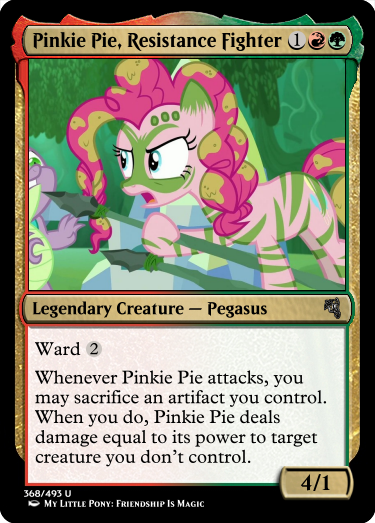 Pinkie Pie, Resistance Fighter 1
Legendary Creature — Pegasus
Ward 2
Whenever Pinkie Pie attacks, you
may sacrifice an artifact you control.
When you do, Pinkie Pie deals
damage equal to its power to target
creature you don't control.
4/1
368/493 U
My Little Pony: Friendship Is Magic